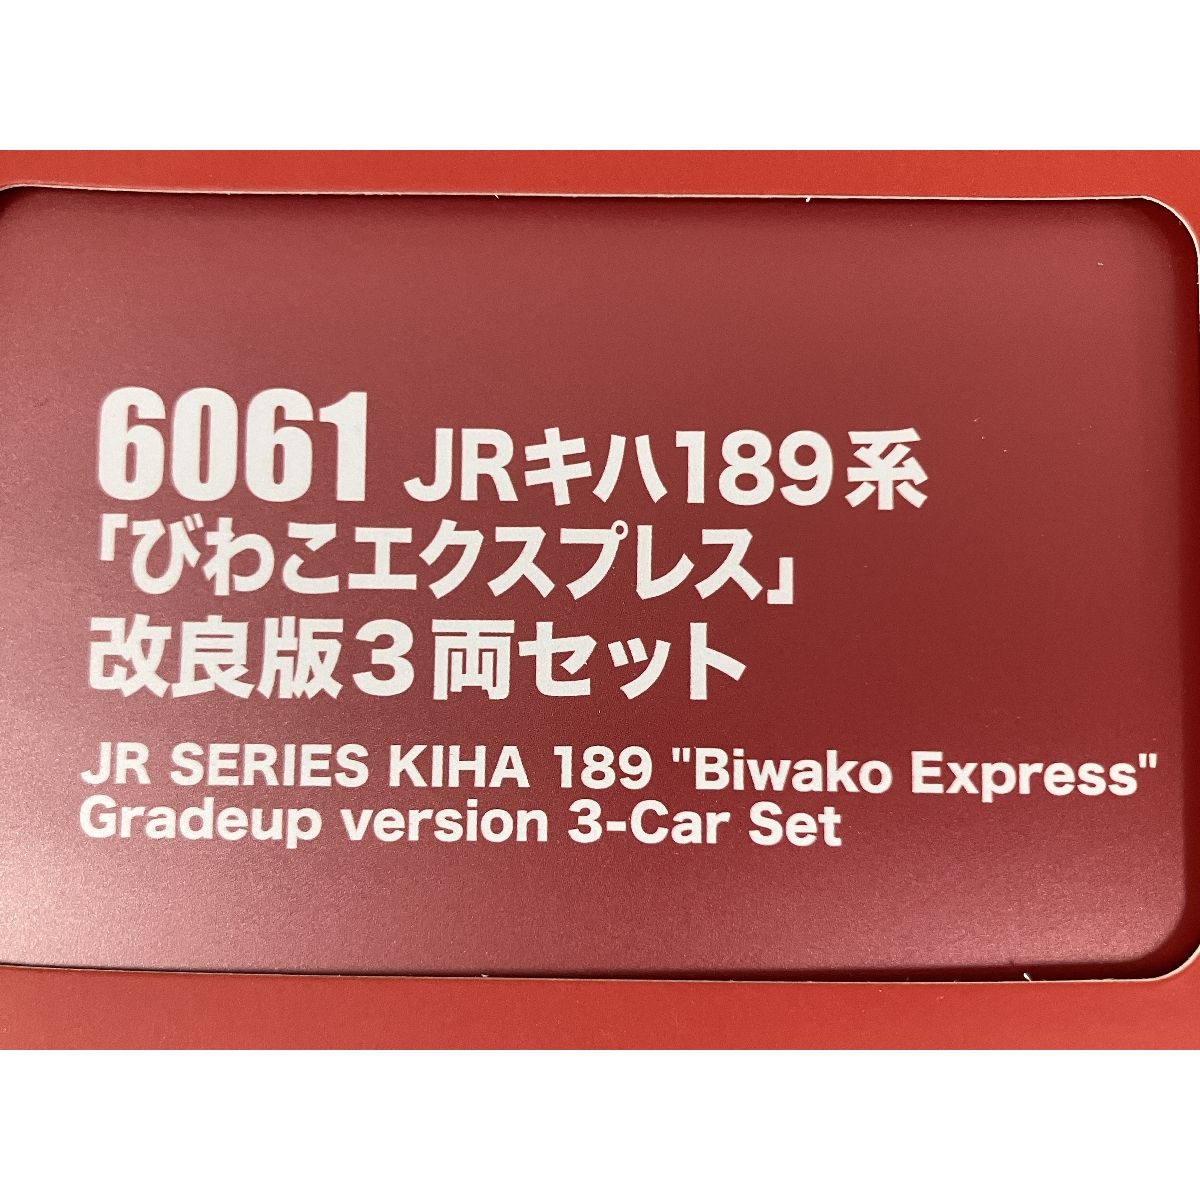 6061 JRキハ189系
「びわこエクスプレス」
改良版3両セット
JR SERIES KIHA 189 "Biwako Express"
Gradeup version 3-Car Set